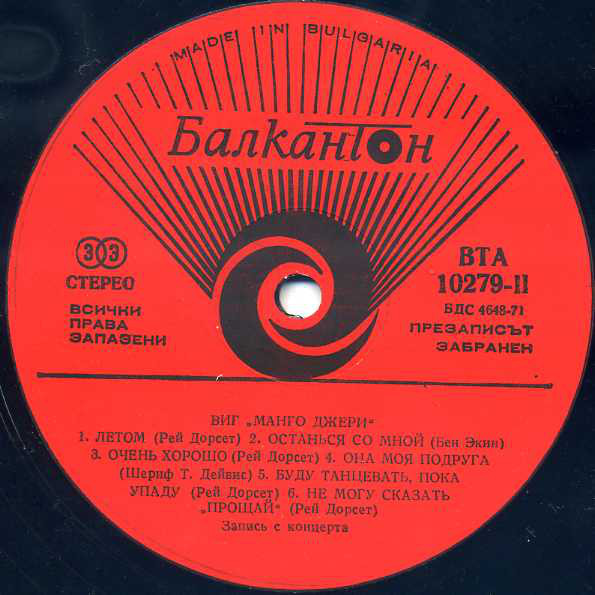 MADE IN BULGARIA
Балкантон
33
СТЕРЕО
ВСИЧКИ
ПРАВА
ЗАПАЗЕНИ
ВТА
10279-II
БДС 4648-71
ПРЕЗАПИСЪТ
ЗАБРАНЕН
ВИГ „МАНГО ДЖЕРИ“
1. ЛЕТОМ (Рей Дорсет) 2. ОСТАНЬСЯ СО МНОЙ (Бен Экин)
3. ОЧЕНЬ ХОРОШО (Рей Дорсет) 4. ОНА МОЯ ПОДРУГА
(Шериф Т. Дейвис) 5. БУДУ ТАНЦЕВАТЬ, ПОКА
УПАДУ (Рей Дорсет) 6. НЕ МОГУ СКАЗАТЬ
„ПРОЩАЙ“ (Рей Дорсет)
Запись с концерта